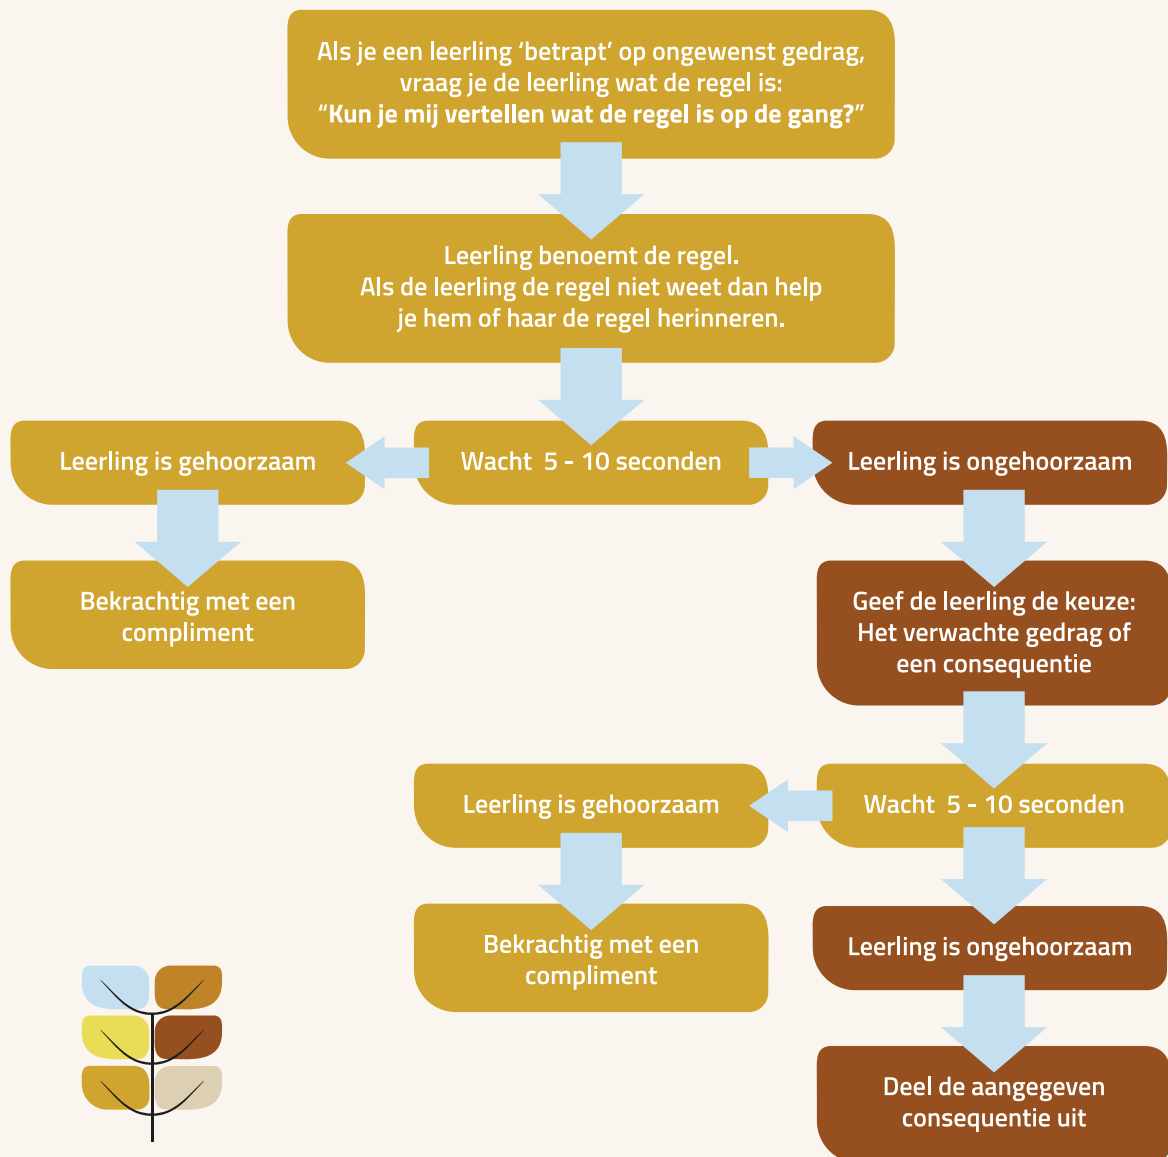 Als je een leerling ‘betrapt’ op ongewenst gedrag,
vraag je de leerling wat de regel is:
“Kun je mij vertellen wat de regel is op de gang?”
Leerling benoemt de regel.
Als de leerling de regel niet weet dan help
je hem of haar de regel herinneren.
Leerling is gehoorzaam
Wacht 5 - 10 seconden
Leerling is ongehoorzaam
Bekrachtig met een
compliment
Geef de leerling de keuze:
Het verwachte gedrag of
een consequentie
Leerling is gehoorzaam
Wacht 5 - 10 seconden
Bekrachtig met een
compliment
Leerling is ongehoorzaam
Deel de aangegeven
consequentie uit